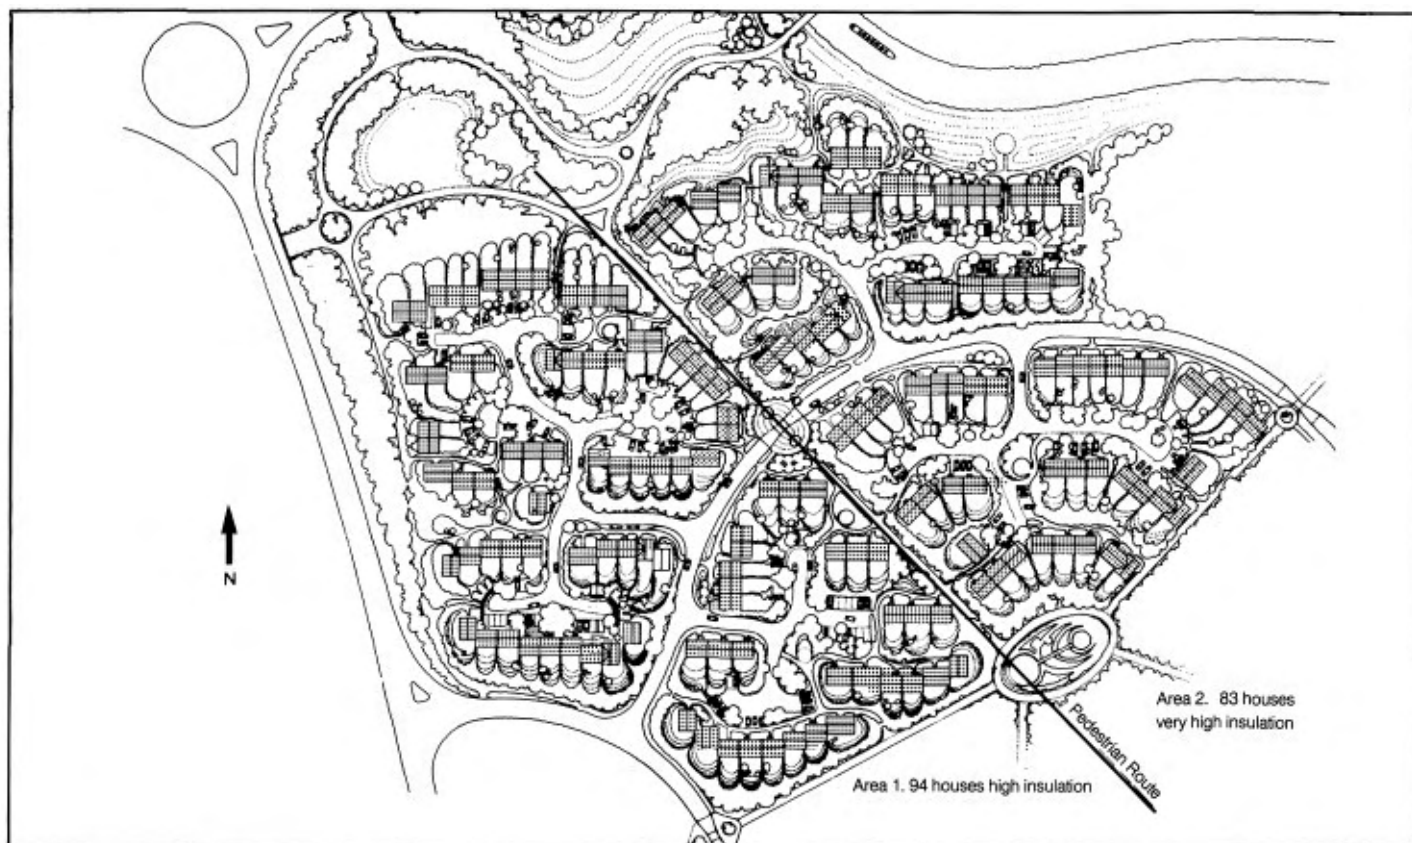 N
Area 2. 83 houses
very high insulation
Pedestrian Route
Area 1. 94 houses high insulation